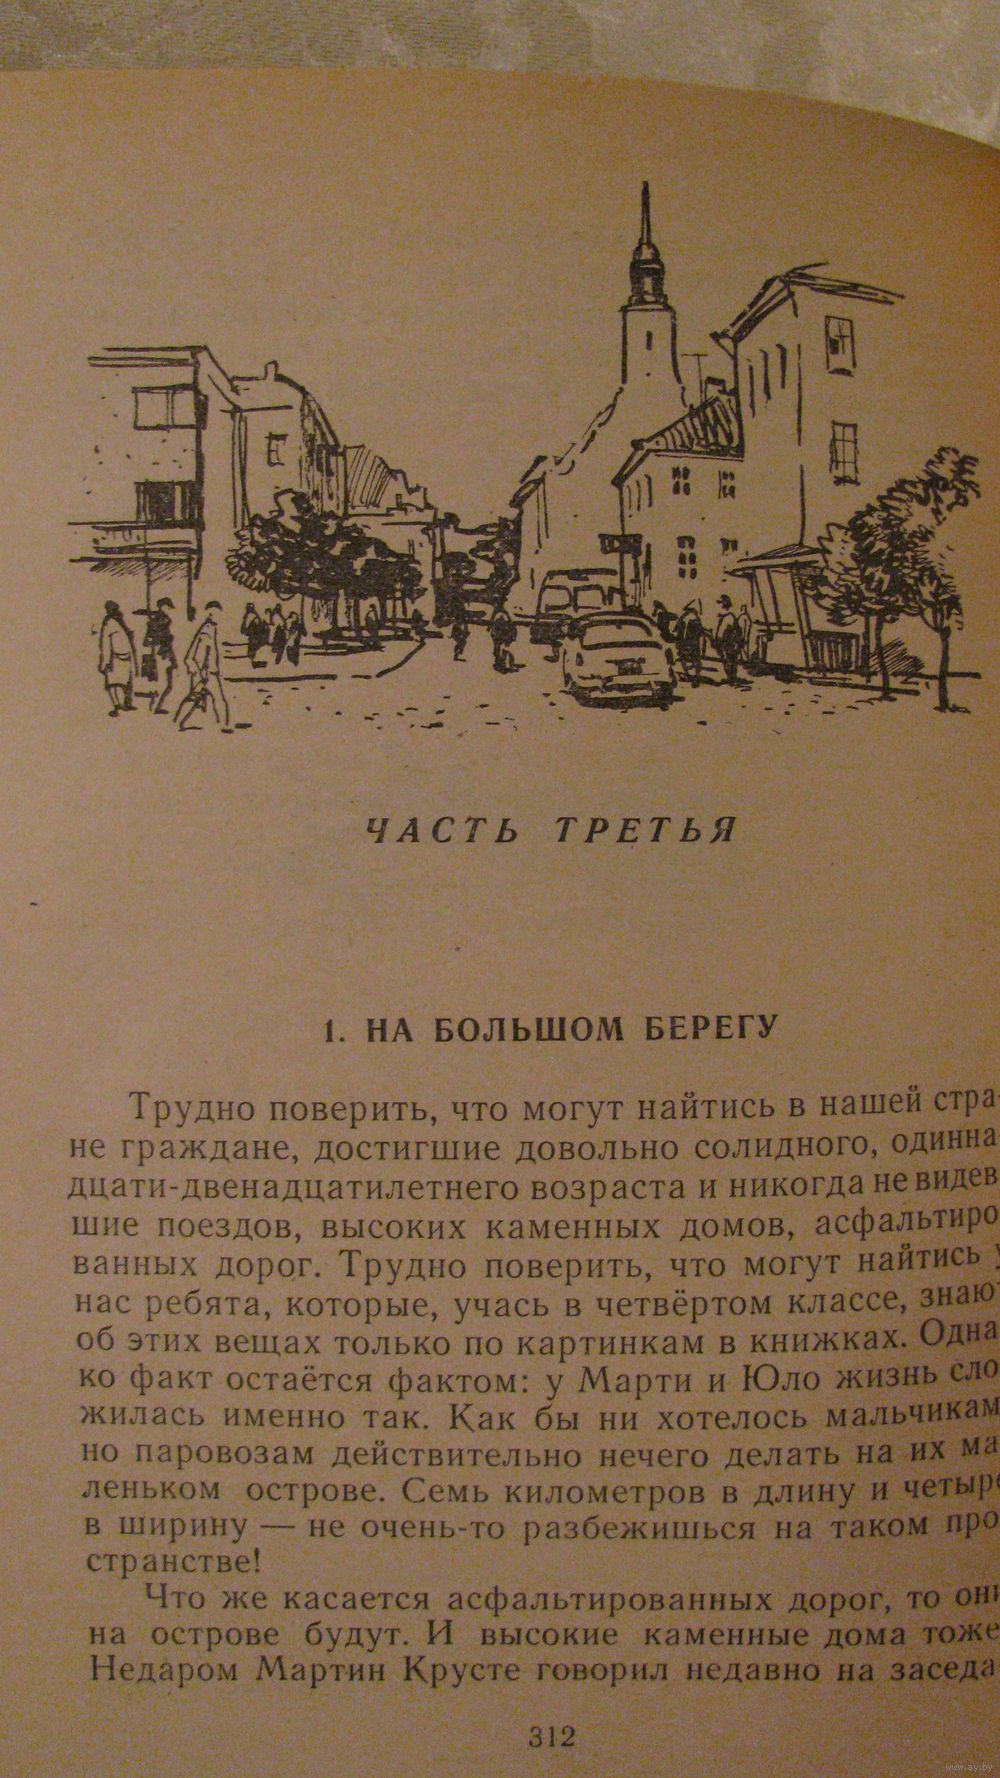 ЧАСТЬ ТРЕТЬЯ
1. НА БОЛЬШОМ БЕРЕГУ
Трудно поверить, что могут найтись в нашей стра-
не граждане, достигшие довольно солидного, одинна
дцати-двенадцатилетнего возраста и никогда не видев
шие поездов, высоких каменных домов, асфальтиро
ванных дорог. Трудно поверить, что могут найтись у
нас ребята, которые, учась в четвёртом классе, знаю
об этих вещах только по картинкам в книжках. Одна
ко факт остаётся фактом: у Марти и Юло жизнь сло
жилась именно так. Как бы ни хотелось мальчикам
но паровозам действительно нечего делать на их ма
леньком острове. Семь километров в длину и четыре
в ширину — не очень-то разбежишься на таком про
странстве!
Что же касается асфальтированных дорог, то они
на острове будут. И высокие каменные дома тоже
Недаром Мартин Крусте говорил недавно на заседа
312
www.ay.by